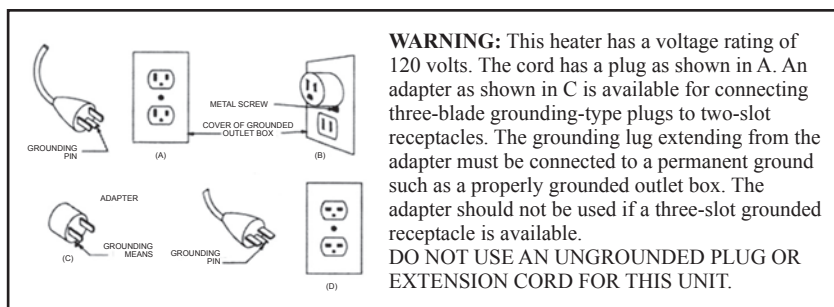 WARNING: This heater has a voltage rating of
120 volts. The cord has a plug as shown in A. An
adapter as shown in C is available for connecting
three-blade grounding-type plugs to two-slot
receptacles. The grounding lug extending from the
adapter must be connected to a permanent ground
such as a properly grounded outlet box. The
adapter should not be used if a three-slot grounded
receptacle is available.
DO NOT USE AN UNGROUNDED PLUG OR
EXTENSION CORD FOR THIS UNIT.
METAL SCREW
COVER OF GROUNDED
OUTLET BOX
GROUNDING
PIN
(A)
(B)
ADAPTER
(C)
GROUNDING
MEANS
GROUNDING
PIN
(D)